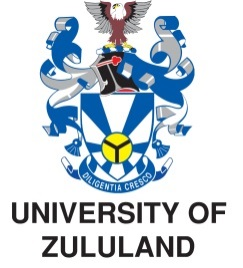 DILIGENTIA CRESCO
UNIVERSITY OF
ZULULAND